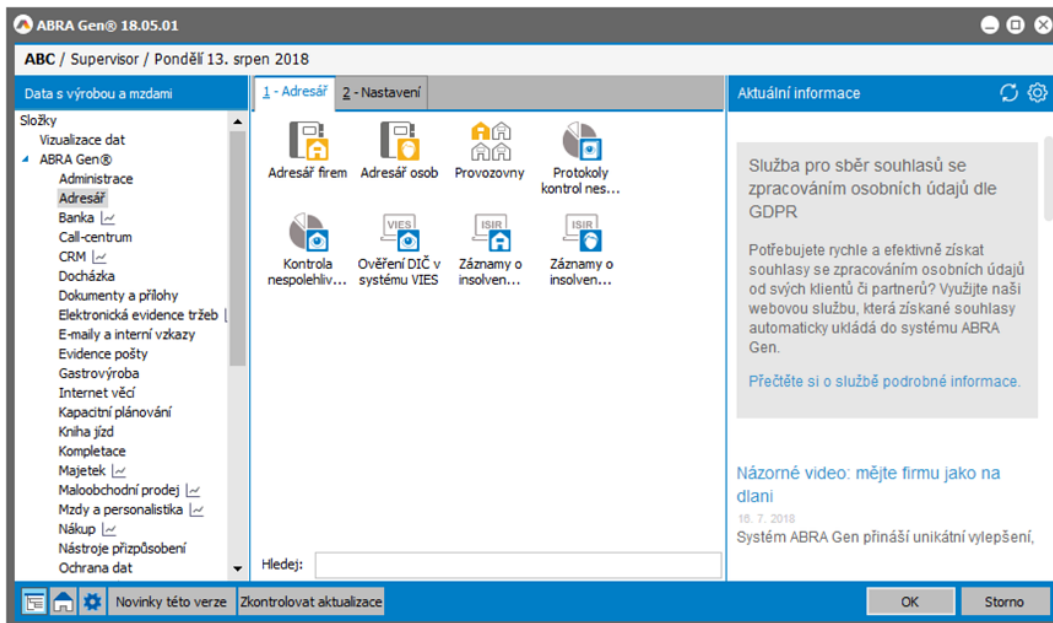 ABRA Gen® 18.05.01
ABC / Supervisor / Pondělí 13. srpen 2018
Data s výrobou a mzdami
Složky
Vizualizace dat
ABRA Gen®
Administrace
Adresář
Banka
Call-centrum
CRM
Docházka
Dokumenty a přílohy
Elektronická evidence tržeb
E-maily a interní vzkazy
Evidence pošty
Gastrovýroba
Internet věcí
Kapacitní plánování
Kniha jízd
Kompletace
Majetek
Maloobchodní prodej
Mzdy a personalistika
Nákup
Nástroje přizpůsobení
Ochrana dat
1 - Adresář
2 - Nastavení
Adresář firem
Adresář osob
Provozovny
Protokoly
kontrol nes...
Kontrola
nespolehliv...
VIES
Ověření DIČ v
systému VIES
ISIR
Záznamy o
insolven...
ISIR
Záznamy o
insolven...
Hledej:
Aktuální informace
Služba pro sběr souhlasů se
zpracováním osobních údajů dle
GDPR
Potřebujete rychle a efektivně získat
souhlasy se zpracováním osobních údajů
od svých klientů či partnerů? Využijte naši
webovou službu, která získané souhlasy
automaticky ukládá do systému ABRA
Gen.
Přečtěte si o službě podrobné informace.
Názorné video: mějte firmu jako na
dlani
16. 7. 2018
Systém ABRA Gen přináší unikátní vylepšení,
Novinky této verze
Zkontrolovat aktualizace
OK
Storno